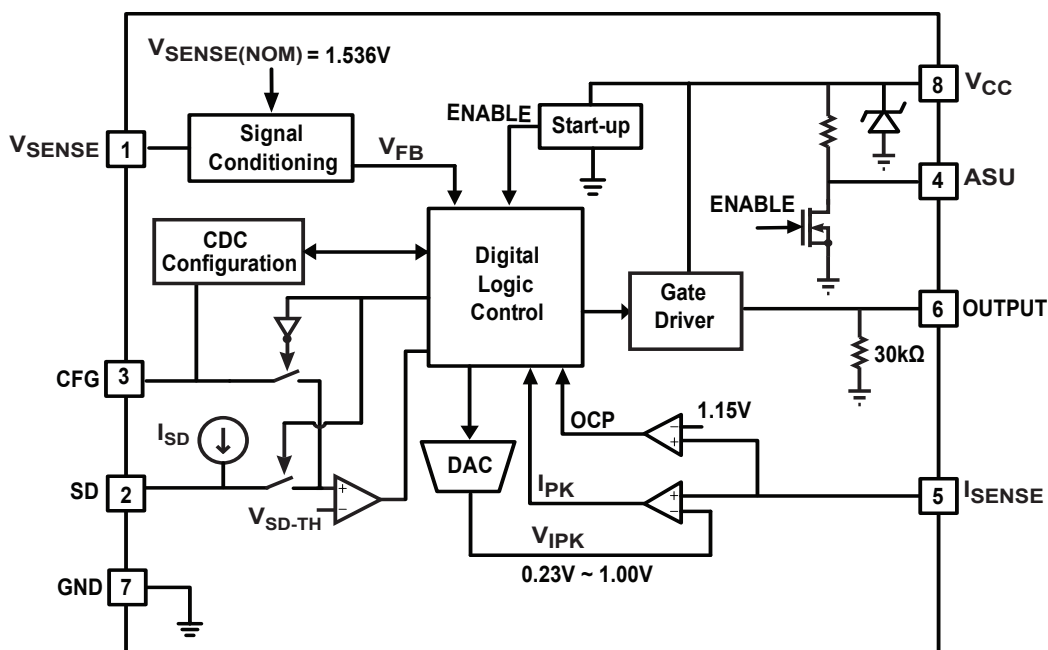 VSENSE(NOM) = 1.536V
VSENSE
1
Signal
Conditioning
VFB
ENABLE
Start-up
8
VCC
4
ASU
ENABLE
CDC
Configuration
Digital
Logic
Control
Gate
Driver
6
OUTPUT
30kΩ
CFG
3
ISD
SD
2
+
−
VSD-TH
DAC
OCP
−
+
1.15V
IPK
+
−
5
ISENSE
VIPK
0.23V ~ 1.00V
GND
7